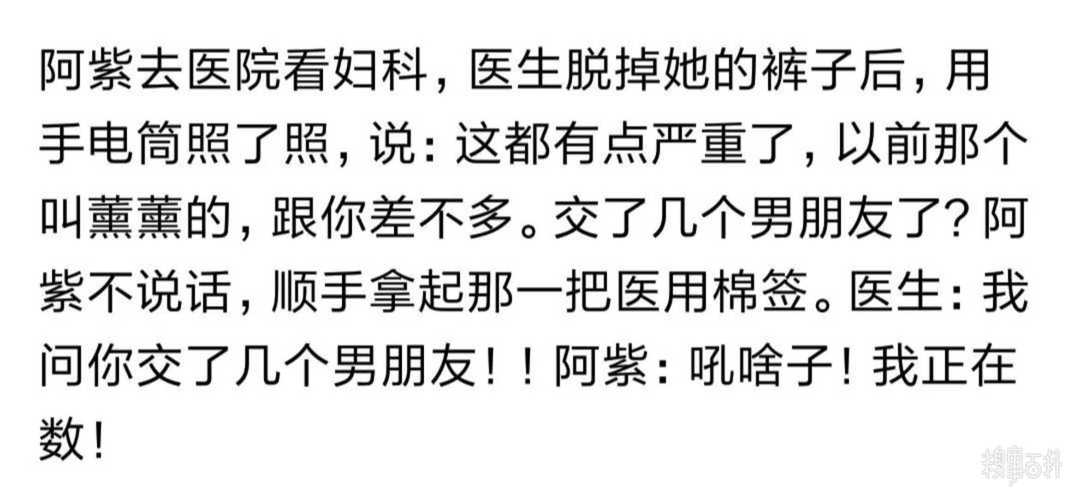 阿紫去医院看妇科，医生脱掉她的裤子后，用
手电筒照了照，说：这都有点严重了，以前那个
叫薰薰的，跟你差不多。交了几个男朋友了？阿
紫不说话，顺手拿起那一把医用棉签。医生：我
问你交了几个男朋友！！阿紫：吼啥子！我正在
数！